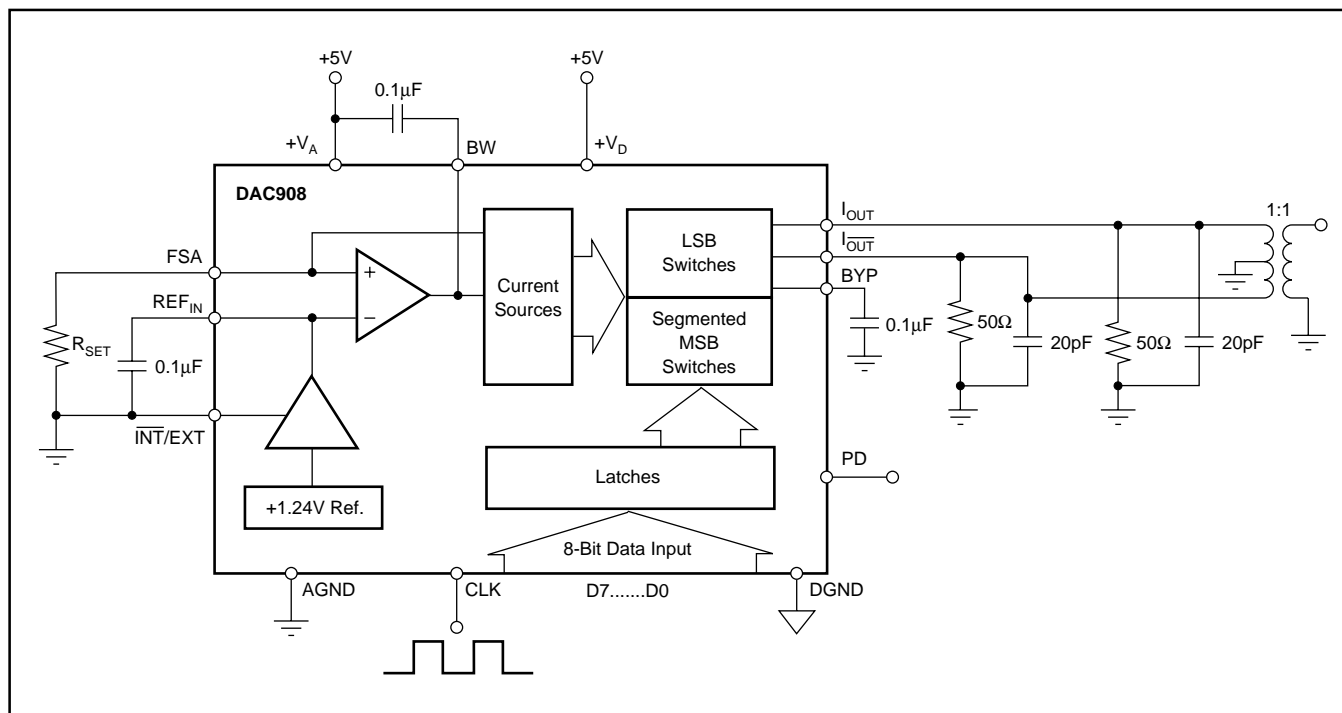 +5V
+5V
0.1µF
+V_A
BW
+V_D
DAC908
FSA
REF_IN
R_SET
0.1µF
I̅N̅T̅/EXT
+
–
Current
Sources
LSB
Switches
Segmented
MSB
Switches
+1.24V Ref.
Latches
8-Bit Data Input
I_OUT
I_O̅U̅T̅
BYP
0.1µF
50Ω
20pF
50Ω
20pF
1:1
PD
AGND
CLK
D7.......D0
DGND